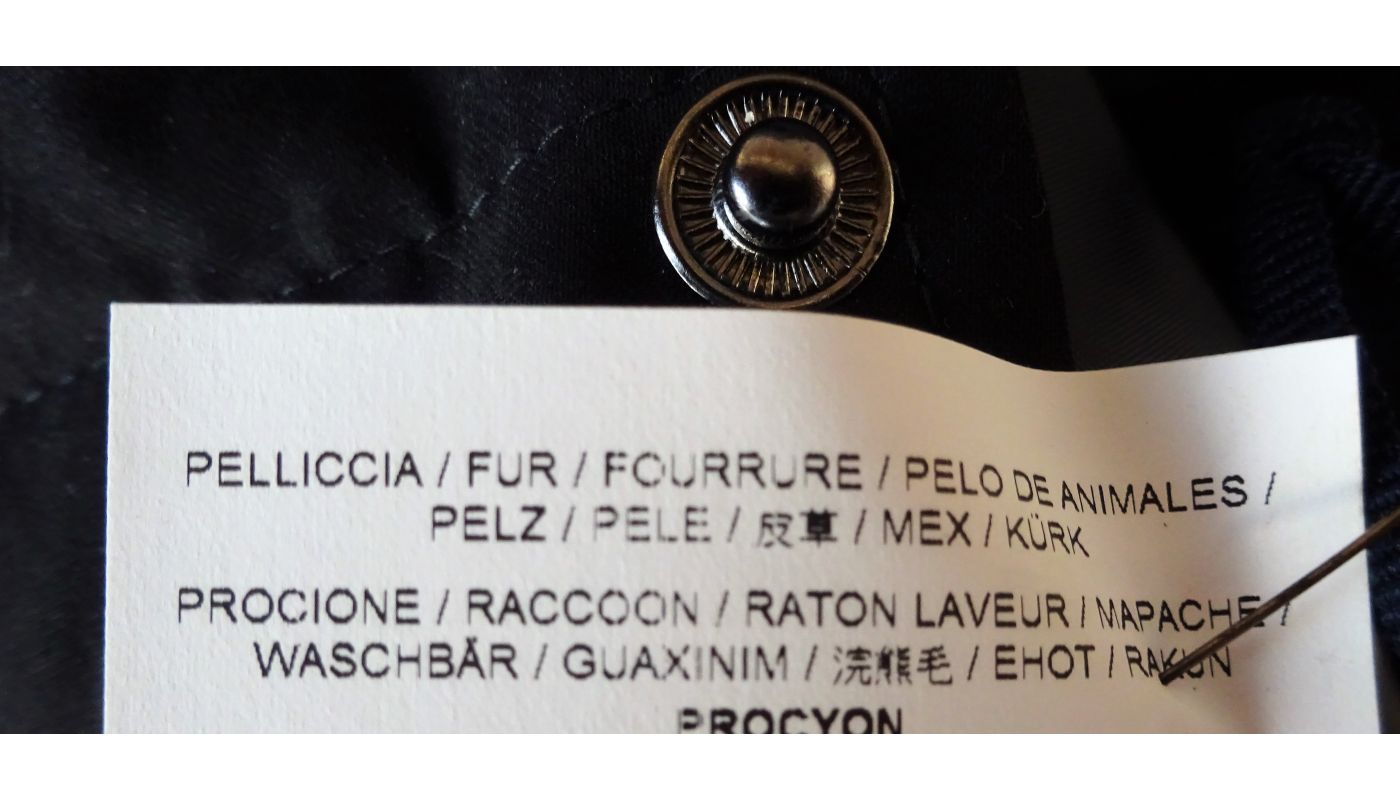 PELLICCIA / FUR / FOURRURE / PELO DE ANIMALES /
PELZ / PELE / 皮草 / MEX / KÜRK
PROCIONE / RACCOON / RATON LAVEUR / MAPACHE /
WASCHBÄR / GUAXINIM / 浣熊毛 / EHOT / RAKUN
PROCYON